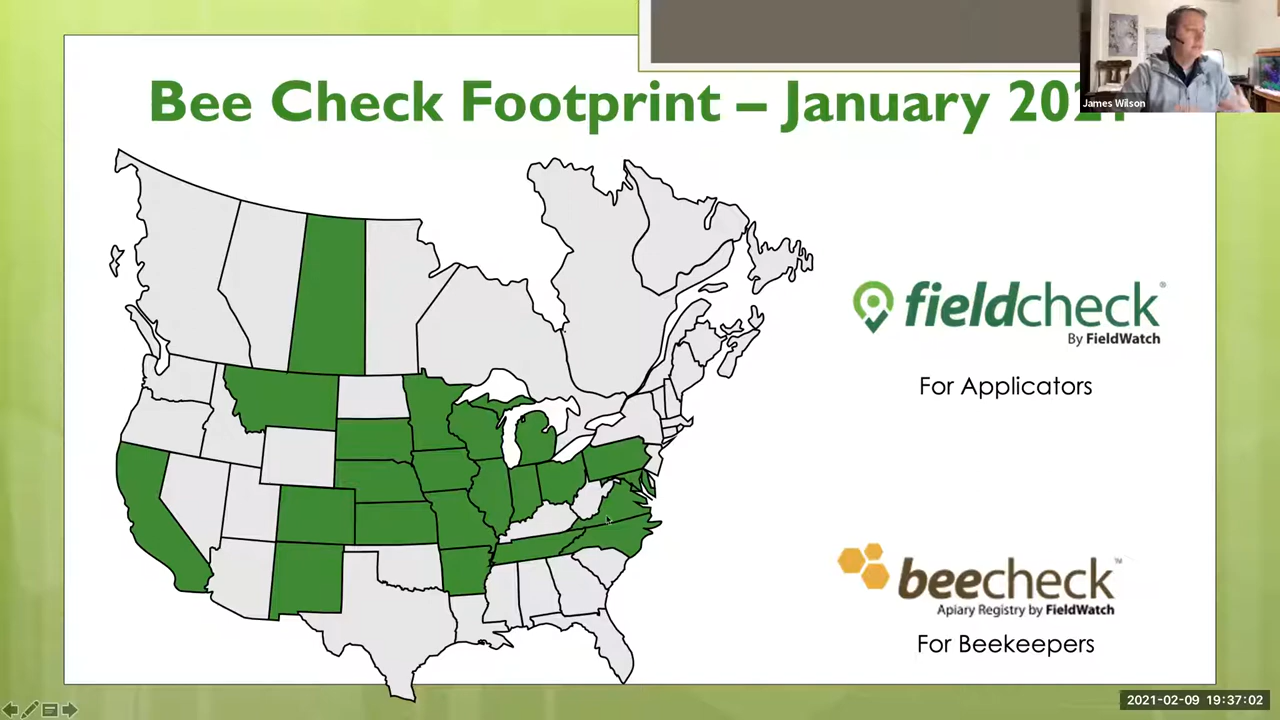 Bee Check Footprint – January 202
James Wilson
fieldcheck®
By FieldWatch
For Applicators
beecheck™
Apiary Registry by FieldWatch
For Beekeepers
2021-02-09 19:37:02